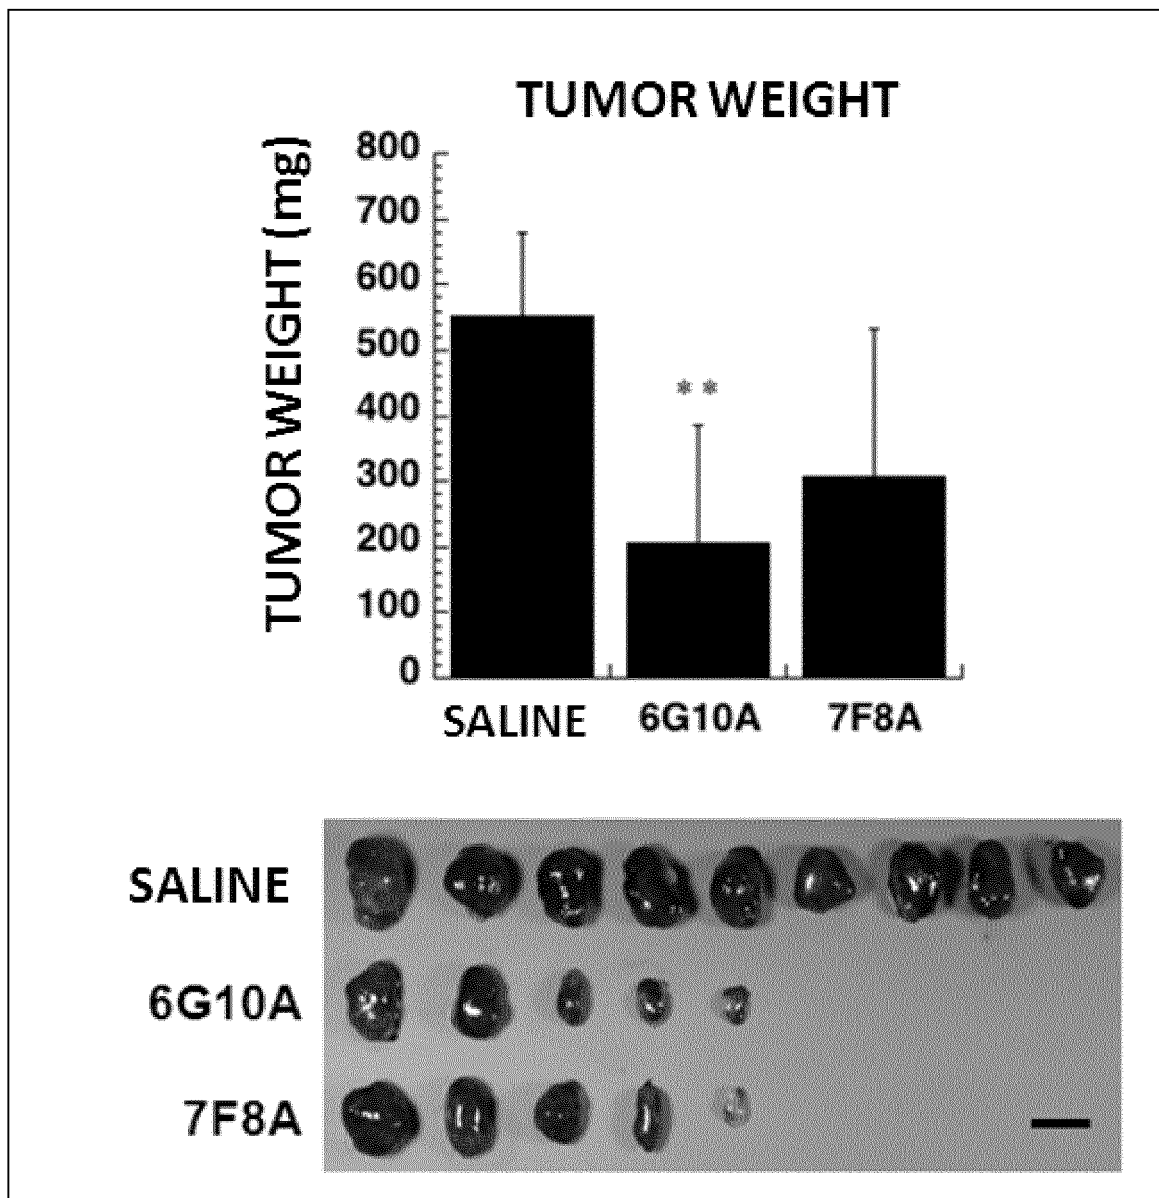 TUMOR WEIGHT
TUMOR WEIGHT (mg)
800
700
600
500
400
300
200
100
0
**
SALINE 6G10A 7F8A
SALINE
6G10A
7F8A